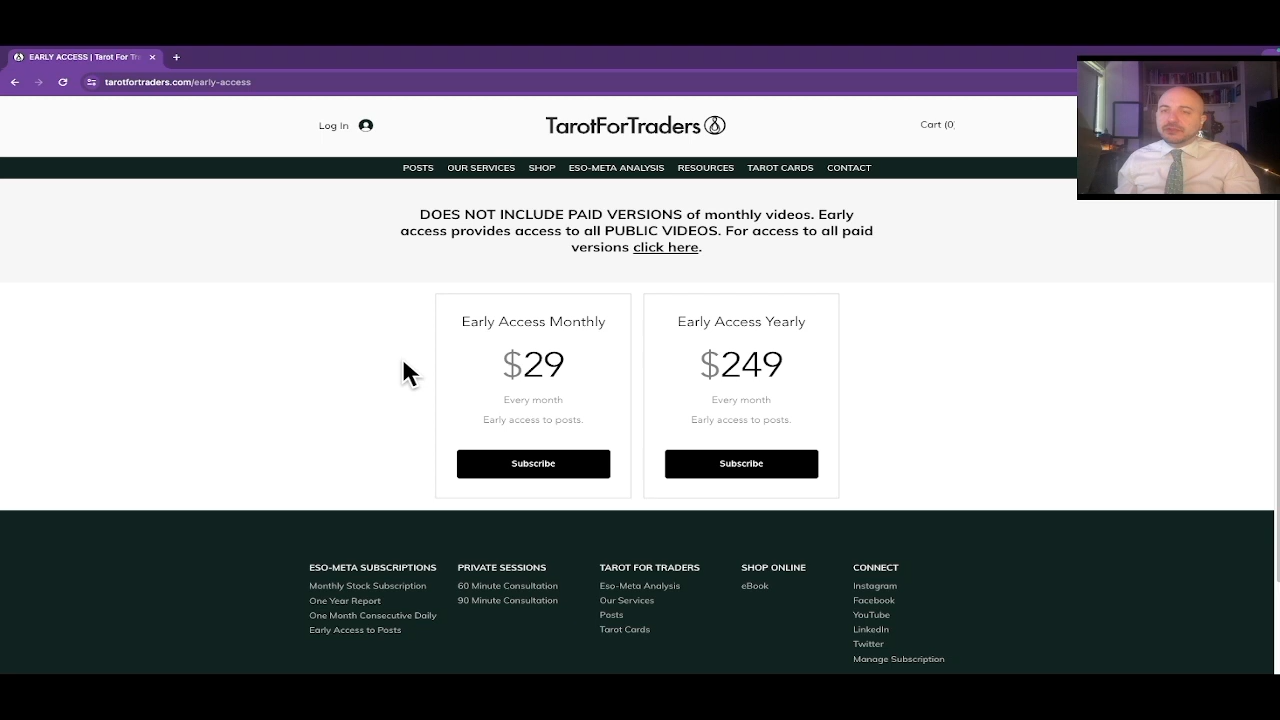 EARLY ACCESS | Tarot For Tr
tarotfortraders.com/early-access
Log In
TarotForTraders
Cart (0)
POSTS OUR SERVICES SHOP ESO-META ANALYSIS RESOURCES TAROT CARDS CONTACT
DOES NOT INCLUDE PAID VERSIONS of monthly videos. Early
access provides access to all PUBLIC VIDEOS. For access to all paid
versions click here.
Early Access Monthly
$29
Every month
Early access to posts.
Subscribe
Early Access Yearly
$249
Every month
Early access to posts.
Subscribe
ESO-META SUBSCRIPTIONS
Monthly Stock Subscription
One Year Report
One Month Consecutive Daily
Early Access to Posts
PRIVATE SESSIONS
60 Minute Consultation
90 Minute Consultation
TAROT FOR TRADERS
Eso-Meta Analysis
Our Services
Posts
Tarot Cards
SHOP ONLINE
eBook
CONNECT
Instagram
Facebook
YouTube
LinkedIn
Twitter
Manage Subscription